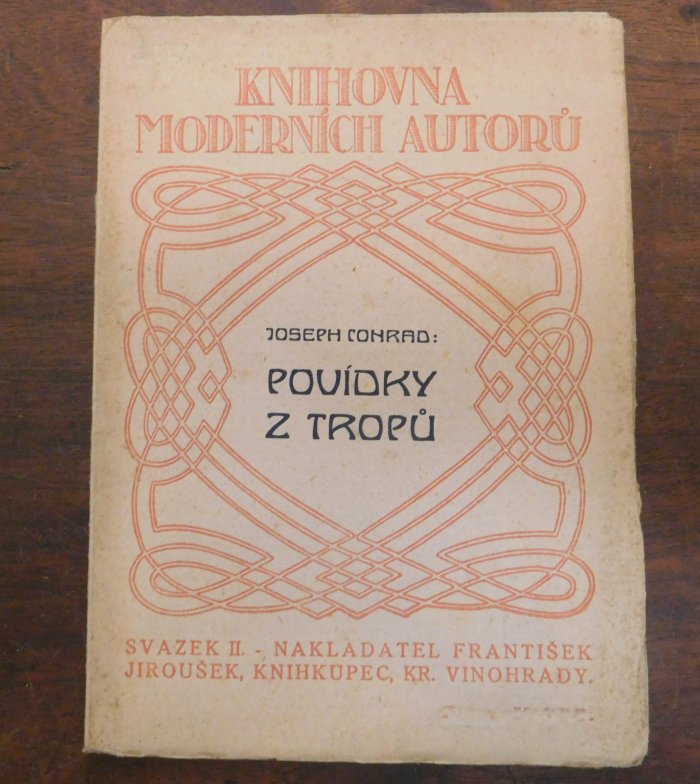 KNIHOVNA
MODERNÍCH AUTORŮ
JOSEPH CONRAD:
POVÍDKY
Z TROPŮ
SVAZEK II. - NAKLADATEL FRANTIŠEK
JIROUŠEK, KNIHKUPEC, KR. VINOHRADY.